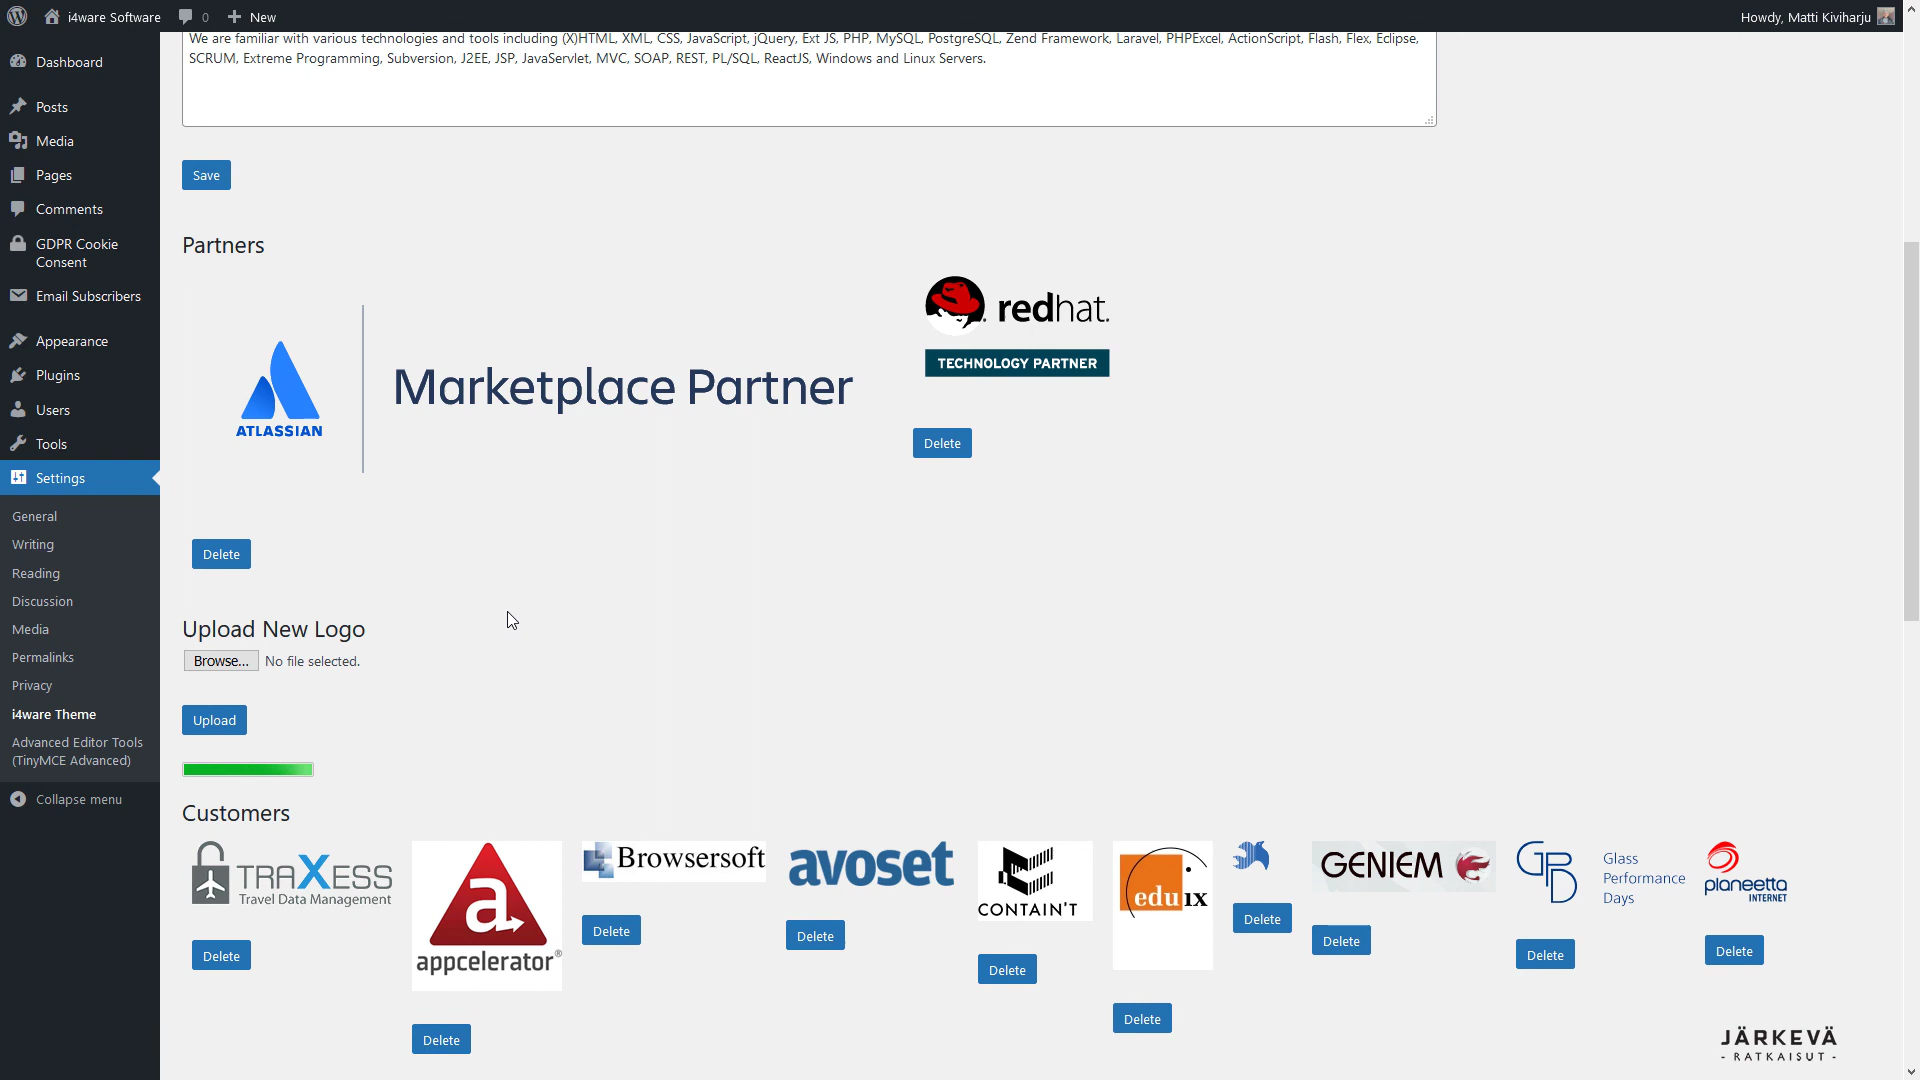 i4ware Software
0
New
Howdy, Matti Kiviharju
Dashboard
Posts
Media
Pages
Comments
GDPR Cookie
Consent
Email Subscribers
Appearance
Plugins
Users
Tools
Settings
General
Writing
Reading
Discussion
Media
Permalinks
Privacy
i4ware Theme
Advanced Editor Tools
(TinyMCE Advanced)
Collapse menu
We are familiar with various technologies and tools including (X)HTML, XML, CSS, JavaScript, jQuery, Ext JS, PHP, MySQL, PostgreSQL, Zend Framework, Laravel, PHPExcel, ActionScript, Flash, Flex, Eclipse,
SCRUM, Extreme Programming, Subversion, J2EE, JSP, JavaServlet, MVC, SOAP, REST, PL/SQL, ReactJS, Windows and Linux Servers.
Save
Partners
ATLASSIAN
Marketplace Partner
redhat.
TECHNOLOGY PARTNER
Delete
Delete
Upload New Logo
Browse... No file selected.
Upload
Customers
TRAXESS
Travel Data Management
Delete
a
appcelerator®
Delete
Browsersoft
Delete
avoset
Delete
CONTAIN'T
Delete
eduix
Delete
Delete
GENIEM
Delete
GPD
Glass
Performance
Days
Delete
planeetta
INTERNET
Delete
JÄRKEVÄ
- RATKAISUT -